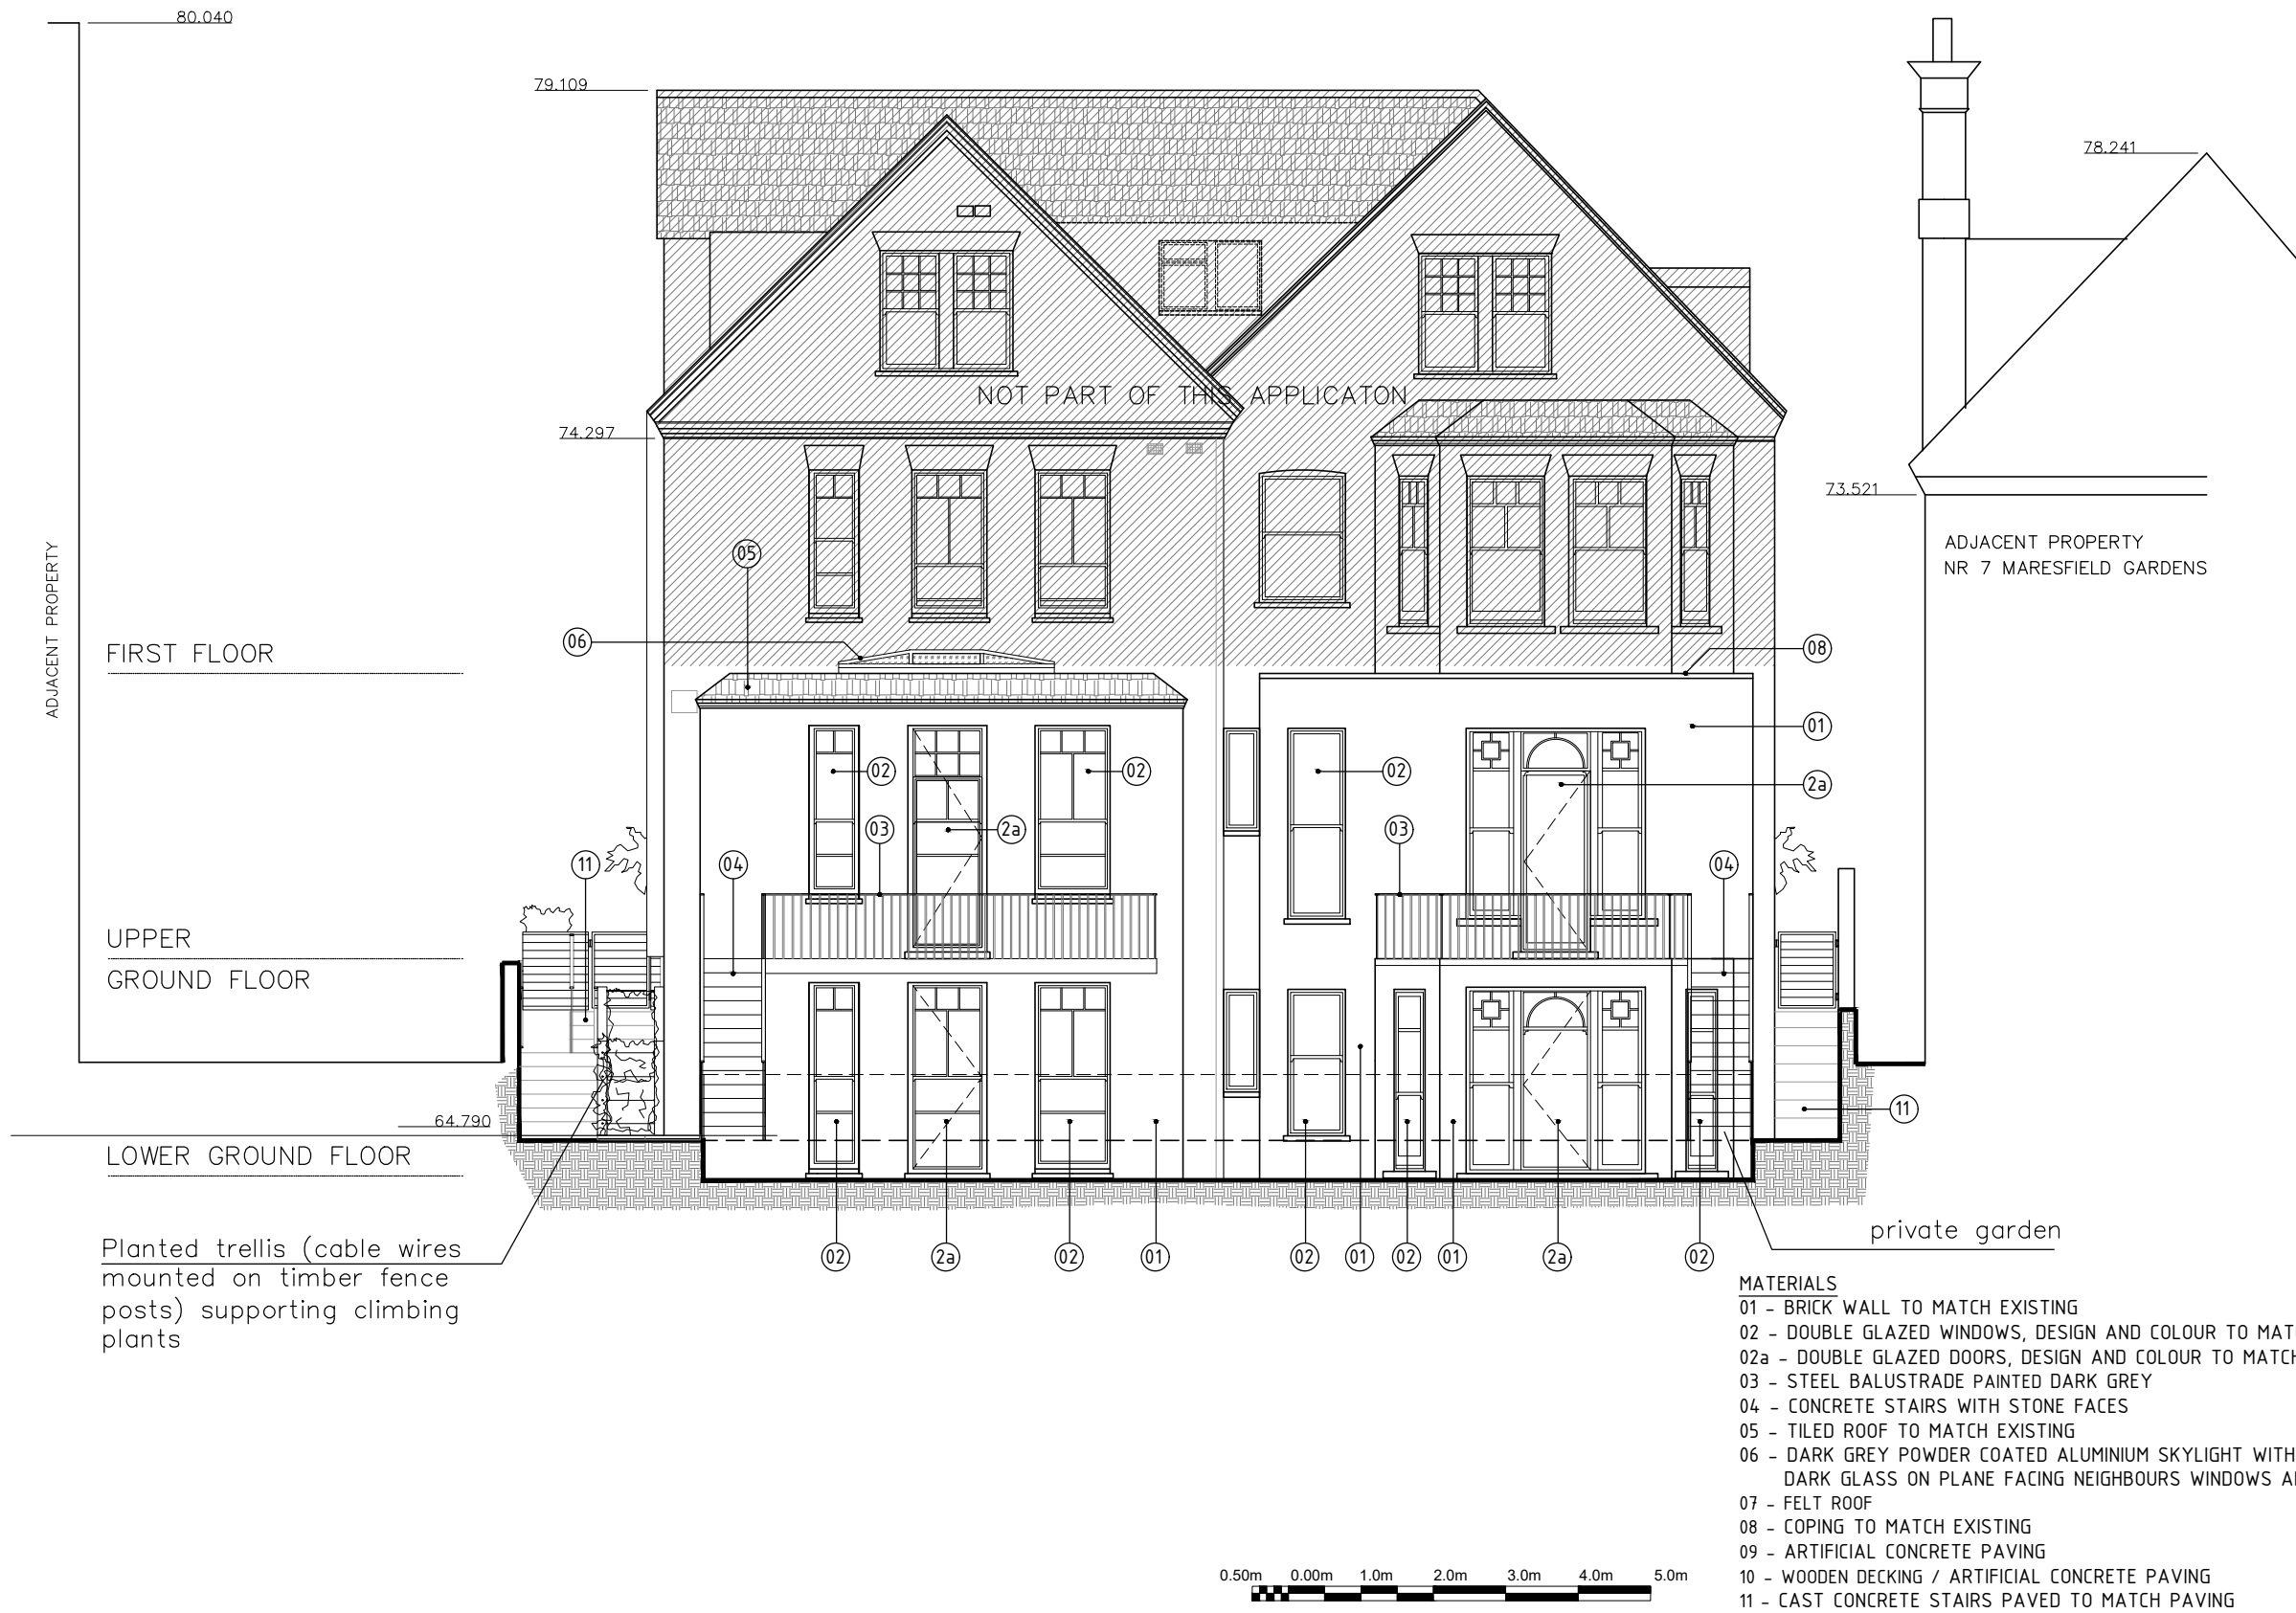 80.040
79.109
78.241
NOT PART OF THIS APPLICATON
74.297
73.521
ADJACENT PROPERTY
NR 7 MARESFIELD GARDENS
ADJACENT PROPERTY
05
06
08
FIRST FLOOR
01
02
02
02
2a
03
2a
03
11
04
04
UPPER
GROUND FLOOR
11
64.790
LOWER GROUND FLOOR
private garden
Planted trellis (cable wires
mounted on timber fence
posts) supporting climbing
plants
02
2a
02
01
02
01
02
01
2a
02
MATERIALS
01 - BRICK WALL TO MATCH EXISTING
02 - DOUBLE GLAZED WINDOWS, DESIGN AND COLOUR TO MAT
02a - DOUBLE GLAZED DOORS, DESIGN AND COLOUR TO MATCH
03 - STEEL BALUSTRADE PAINTED DARK GREY
04 - CONCRETE STAIRS WITH STONE FACES
05 - TILED ROOF TO MATCH EXISTING
06 - DARK GREY POWDER COATED ALUMINIUM SKYLIGHT WITH
DARK GLASS ON PLANE FACING NEIGHBOURS WINDOWS
07 - FELT ROOF
08 - COPING TO MATCH EXISTING
09 - ARTIFICIAL CONCRETE PAVING
10 - WOODEN DECKING / ARTIFICIAL CONCRETE PAVING
11 - CAST CONCRETE STAIRS PAVED TO MATCH PAVING
0.50m 0.00m 1.0m 2.0m 3.0m 4.0m 5.0m